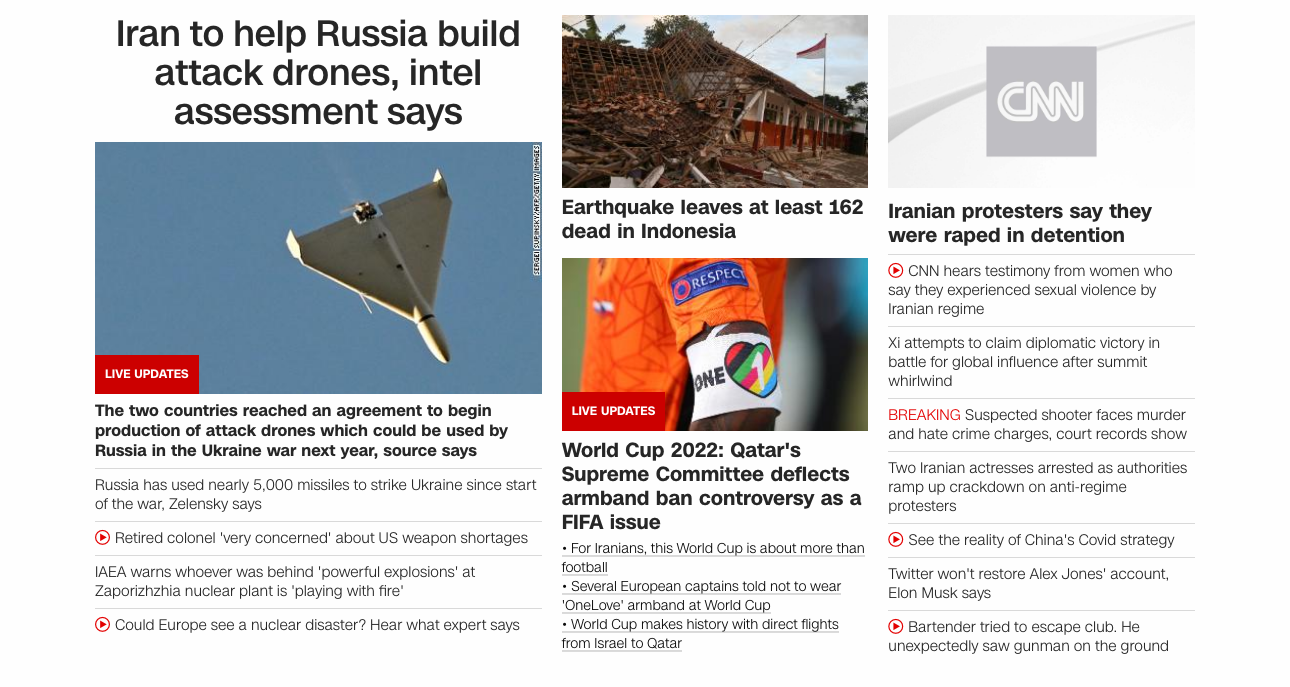 Iran to help Russia build
attack drones, intel
assessment says
SERGEI SUPINSKY/AFP/GETTY IMAGES
LIVE UPDATES
The two countries reached an agreement to begin
production of attack drones which could be used by
Russia in the Ukraine war next year, source says
Russia has used nearly 5,000 missiles to strike Ukraine since start
of the war, Zelensky says
Retired colonel 'very concerned' about US weapon shortages
IAEA warns whoever was behind 'powerful explosions' at
Zaporizhzhia nuclear plant is 'playing with fire'
Could Europe see a nuclear disaster? Hear what expert says
Earthquake leaves at least 162
dead in Indonesia
RESPECT
ONE
1
LIVE UPDATES
World Cup 2022: Qatar's
Supreme Committee deflects
armband ban controversy as a
FIFA issue
• For Iranians, this World Cup is about more than
football
• Several European captains told not to wear
'OneLove' armband at World Cup
• World Cup makes history with direct flights
from Israel to Qatar
CNN
Iranian protesters say they
were raped in detention
CNN hears testimony from women who
say they experienced sexual violence by
Iranian regime
Xi attempts to claim diplomatic victory in
battle for global influence after summit
whirlwind
BREAKING Suspected shooter faces murder
and hate crime charges, court records show
Two Iranian actresses arrested as authorities
ramp up crackdown on anti-regime
protesters
See the reality of China's Covid strategy
Twitter won't restore Alex Jones' account,
Elon Musk says
Bartender tried to escape club. He
unexpectedly saw gunman on the ground